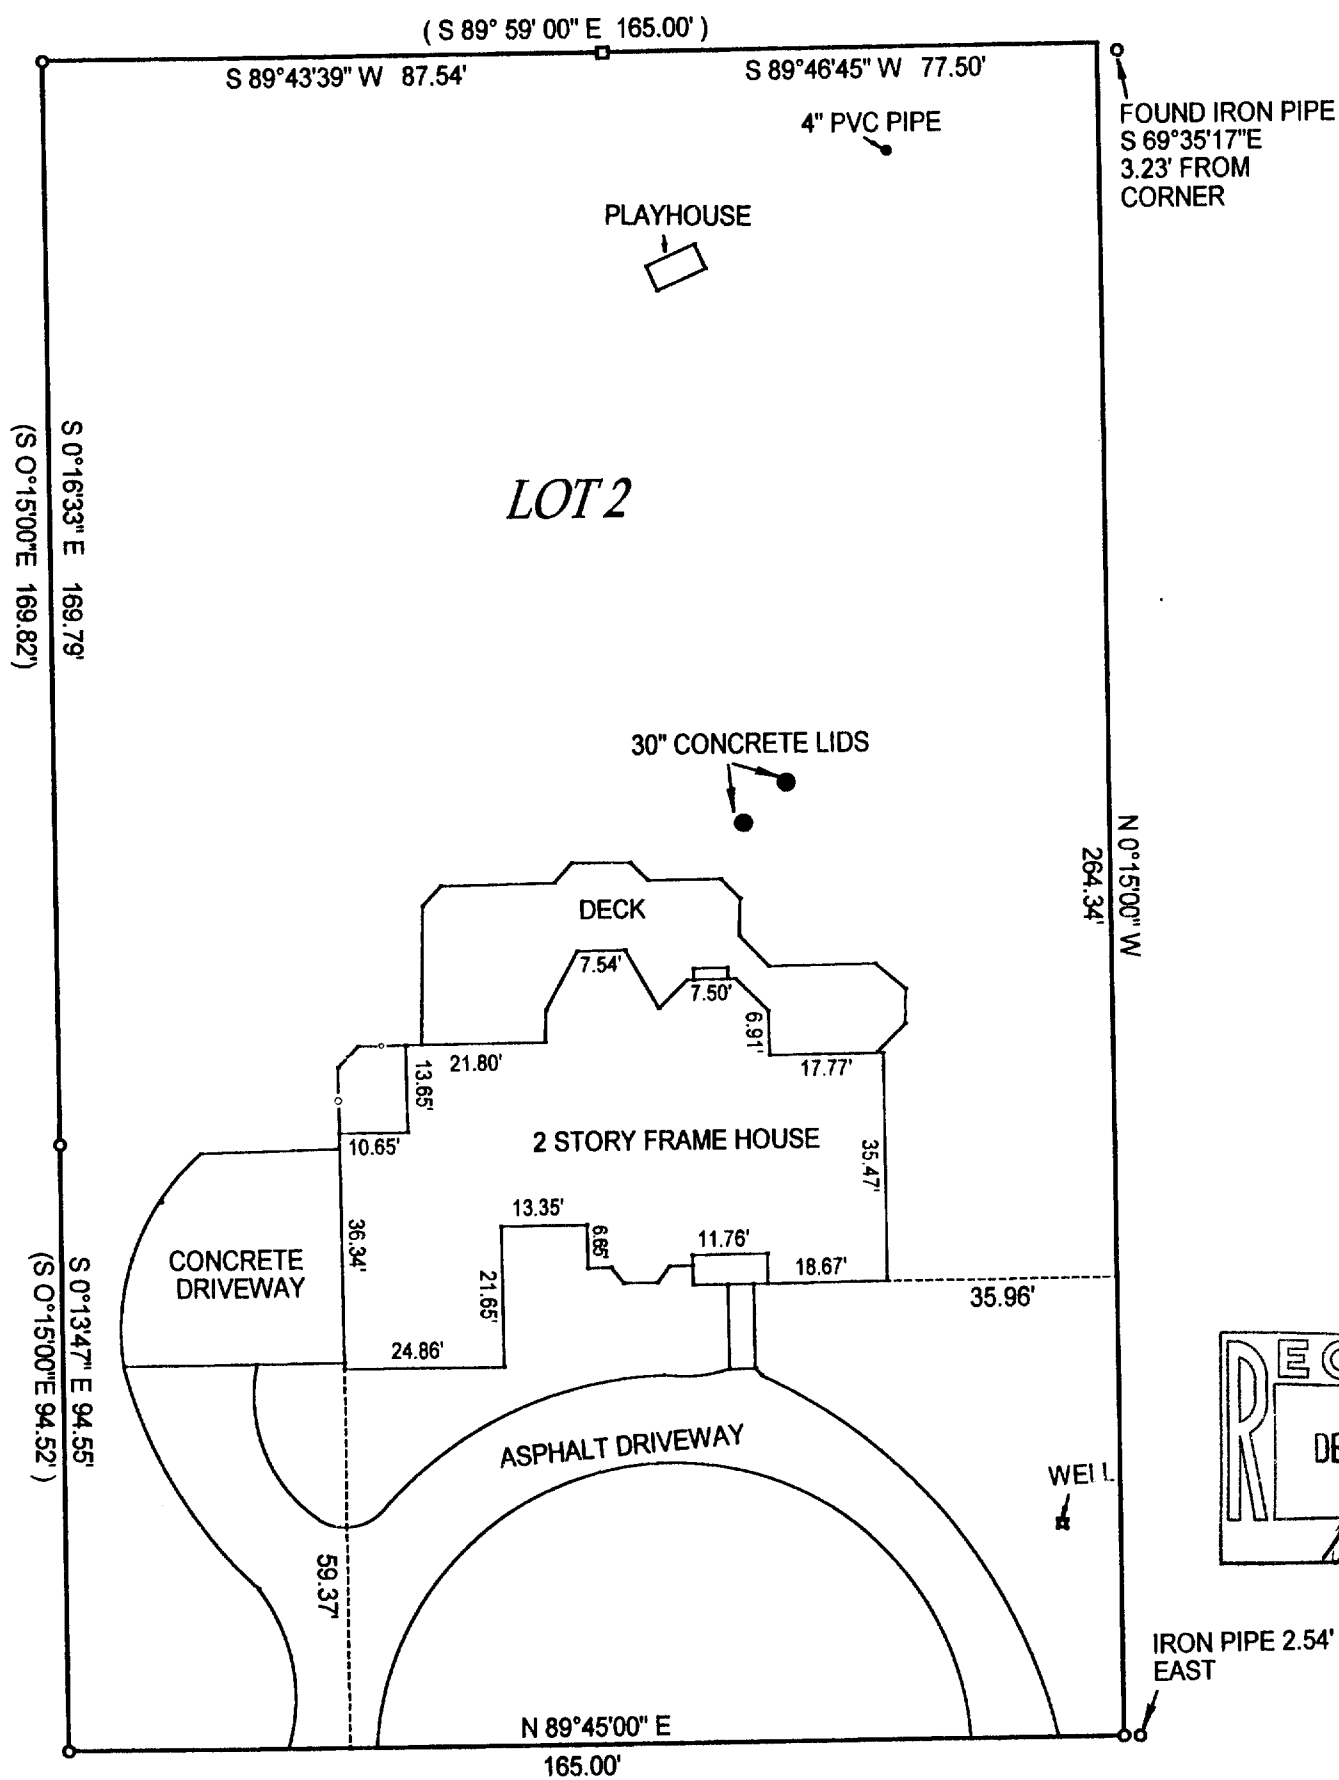 ( S 89° 59' 00" E 165.00' )
S 89°43'39" W 87.54'
S 89°46'45" W 77.50'
4" PVC PIPE
FOUND IRON PIPE
S 69°35'17"E
3.23' FROM
CORNER
PLAYHOUSE
S 0°16'33" E 169.79'
(S O°15'00"E 169.82')
LOT 2
30" CONCRETE LIDS
N 0°15'00" W
264.34'
DECK
7.54'
7.50'
6.91'
21.80'
13.65'
17.77'
10.65'
2 STORY FRAME HOUSE
35.47'
13.35'
6.65'
11.76'
36.34'
CONCRETE
DRIVEWAY
21.65'
18.67'
35.96'
S 0°13'47" E 94.55'
(S O°15'00"E 94.52')
24.86'
ASPHALT DRIVEWAY
WELL
59.37'
IRON PIPE 2.54'
EAST
N 89°45'00" E
165.00'